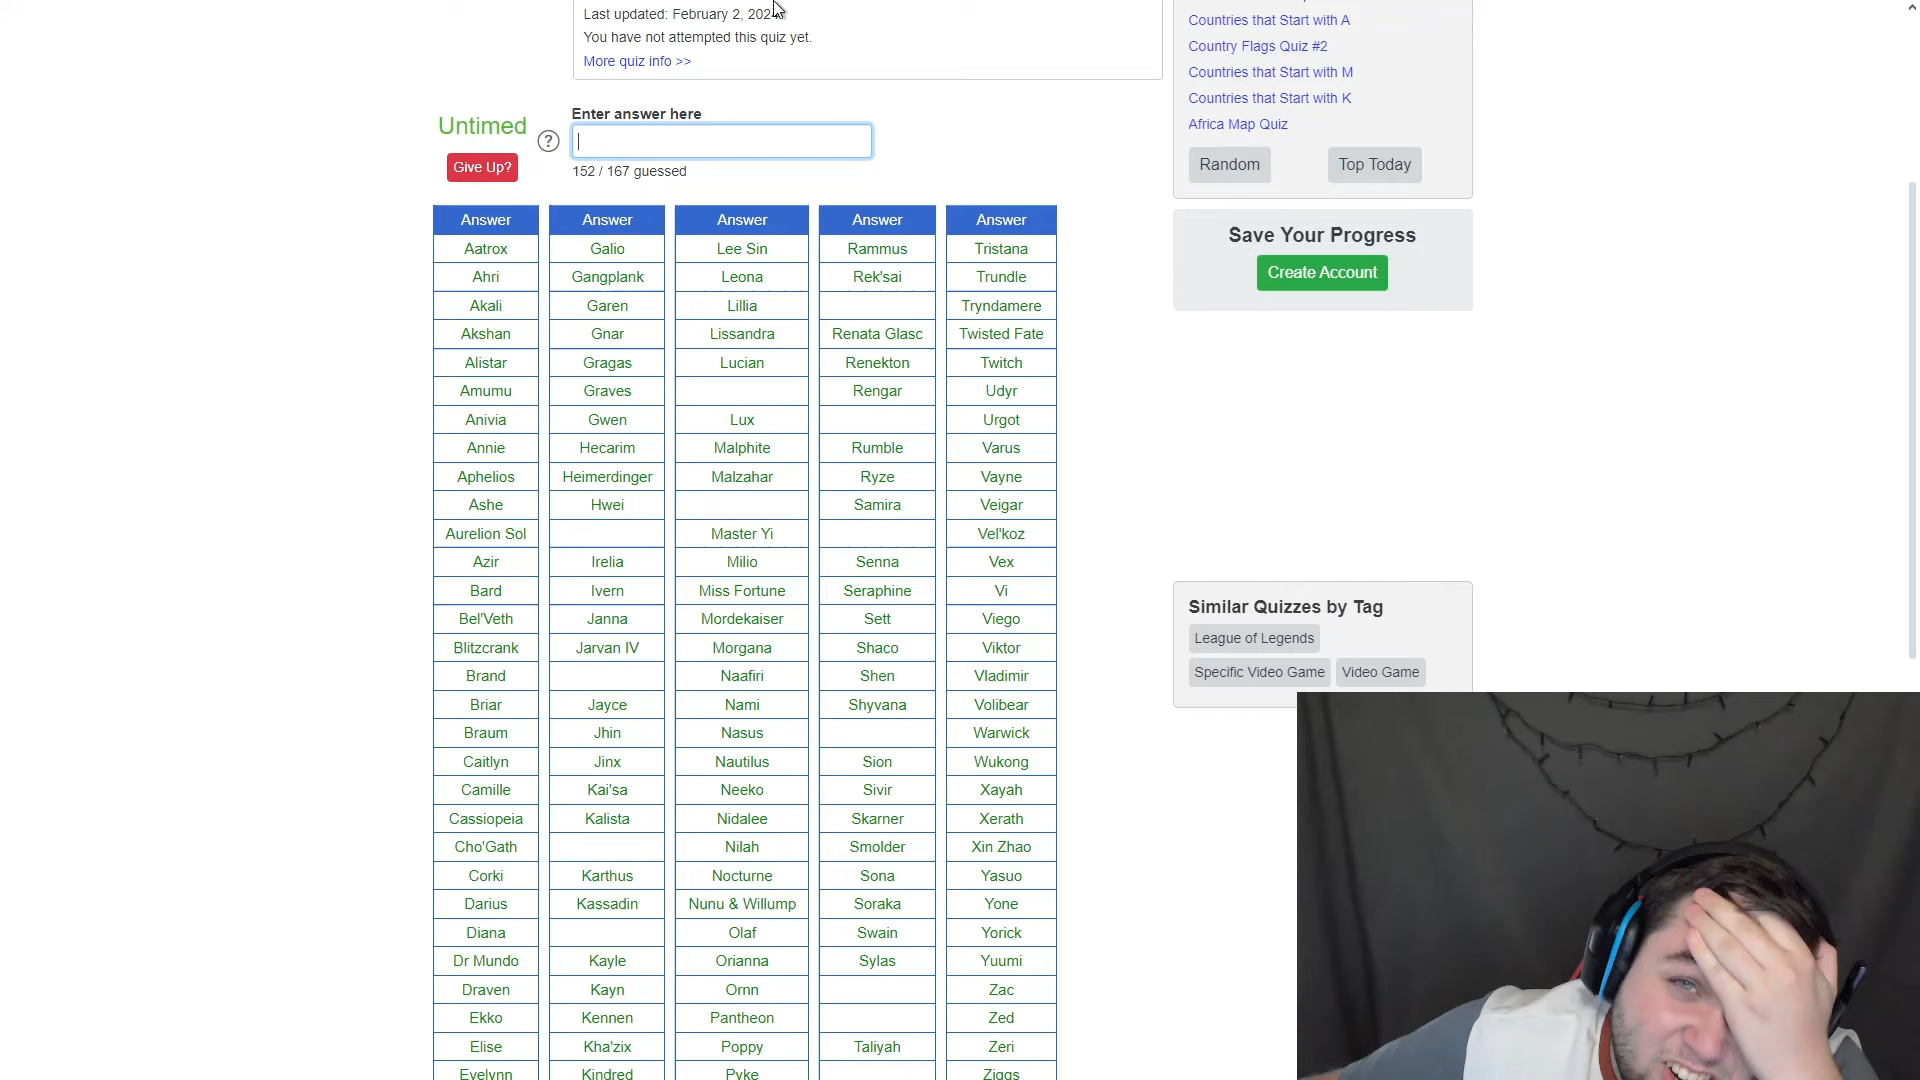 Last updated: February 2, 202
You have not attempted this quiz yet.
More quiz info >>
Untimed
Give Up?
?
Enter answer here
152 / 167 guessed
Answer Answer Answer Answer Answer
Aatrox Galio Lee Sin Rammus Tristana
Ahri Gangplank Leona Rek'sai Trundle
Akali Garen Lillia Tryndamere
Akshan Gnar Lissandra Renata Glasc Twisted Fate
Alistar Gragas Lucian Renekton Twitch
Amumu Graves Rengar Udyr
Anivia Gwen Lux Urgot
Annie Hecarim Malphite Rumble Varus
Aphelios Heimerdinger Malzahar Ryze Vayne
Ashe Hwei Samira Veigar
Aurelion Sol Master Yi Vel'koz
Azir Irelia Milio Senna Vex
Bard Ivern Miss Fortune Seraphine Vi
Bel'Veth Janna Mordekaiser Sett Viego
Blitzcrank Jarvan IV Morgana Shaco Viktor
Brand Naafiri Shen Vladimir
Briar Jayce Nami Shyvana Volibear
Braum Jhin Nasus Warwick
Caitlyn Jinx Nautilus Sion Wukong
Camille Kai'sa Neeko Sivir Xayah
Cassiopeia Kalista Nidalee Skarner Xerath
Cho'Gath Nilah Smolder Xin Zhao
Corki Karthus Nocturne Sona Yasuo
Darius Kassadin Nunu & Willump Soraka Yone
Diana Olaf Swain Yorick
Dr Mundo Kayle Orianna Sylas Yuumi
Draven Kayn Ornn Zac
Ekko Kennen Pantheon Zed
Elise Kha'zix Poppy Taliyah Zeri
Evelynn Kindred Pyke Ziggs
Countries that Start with A
Country Flags Quiz #2
Countries that Start with M
Countries that Start with K
Africa Map Quiz
Random Top Today
Save Your Progress
Create Account
Similar Quizzes by Tag
League of Legends
Specific Video Game Video Game